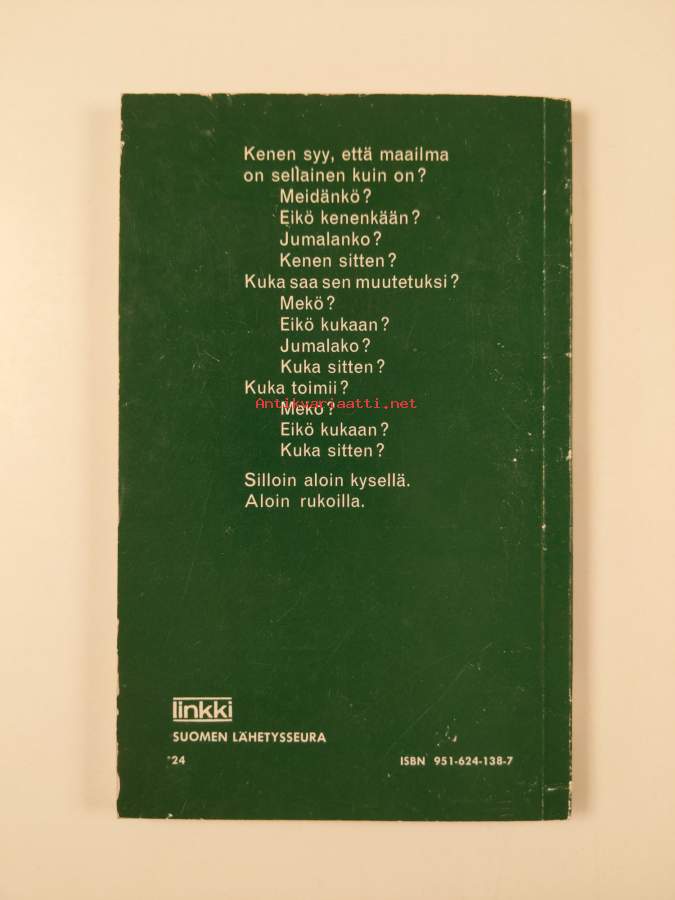 Kenen syy, että maailma
on sellainen kuin on?
Meidänkö?
Eikö kenenkään?
Jumalanko?
Kenen sitten?
Kuka saa sen muutetuksi?
Mekö?
Eikö kukaan?
Jumalako?
Kuka sitten?
Kuka toimii?
Antikvariaatti.net
Mekö?
Eikö kukaan?
Kuka sitten?
Silloin aloin kysellä.
Aloin rukoilla.
linkki
SUOMEN LÄHETYSSEURA
24 ISBN 951-624-138-7